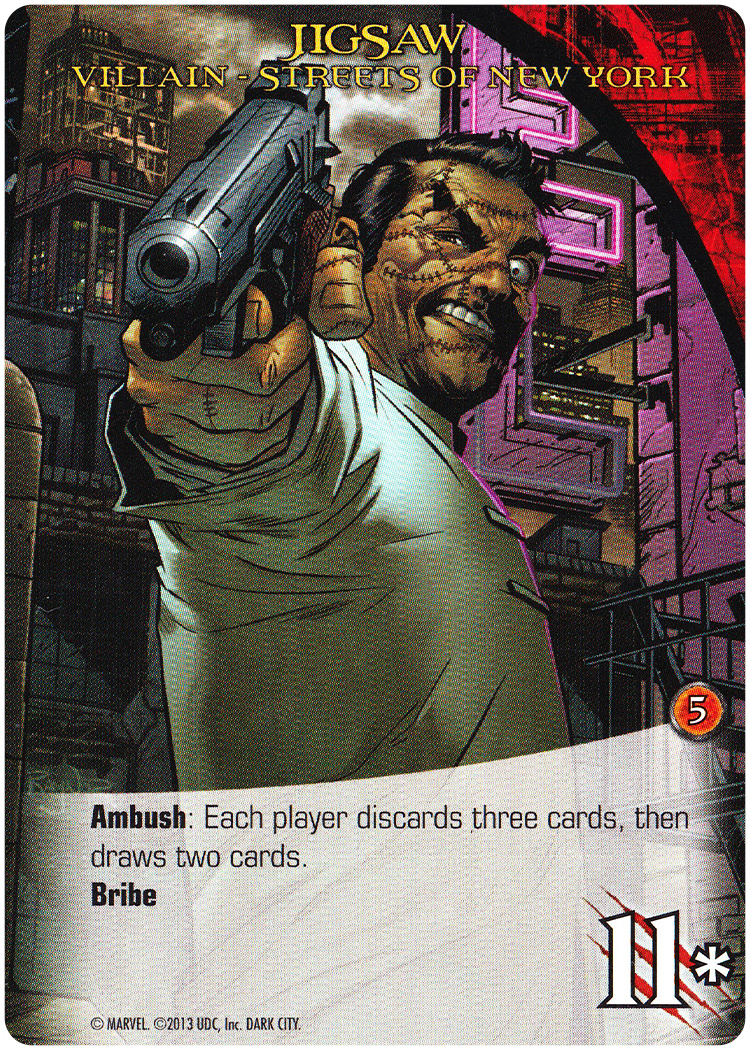 JIGSAW
VILLAIN - STREETS OF NEW YORK
5
Ambush: Each player discards three cards, then
draws two cards.
Bribe
11*
© MARVEL. ©2013 UDC, Inc. DARK CITY.